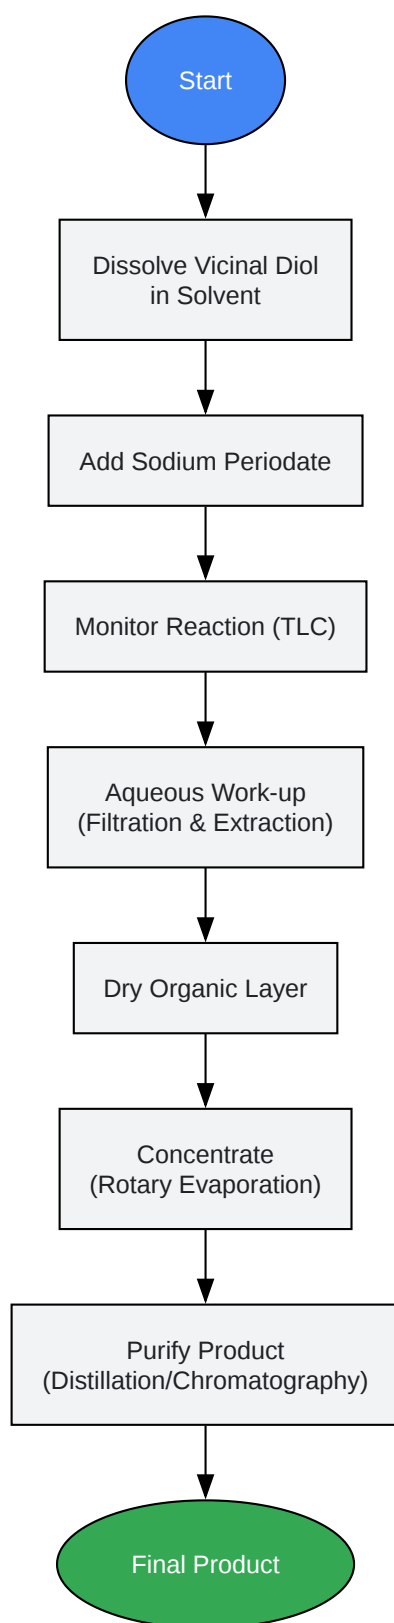 Start
Dissolve Vicinal Diol
in Solvent
Add Sodium Periodate
Monitor Reaction (TLC)
Aqueous Work-up
(Filtration & Extraction)
Dry Organic Layer
Concentrate
(Rotary Evaporation)
Purify Product
(Distillation/Chromatography)
Final Product